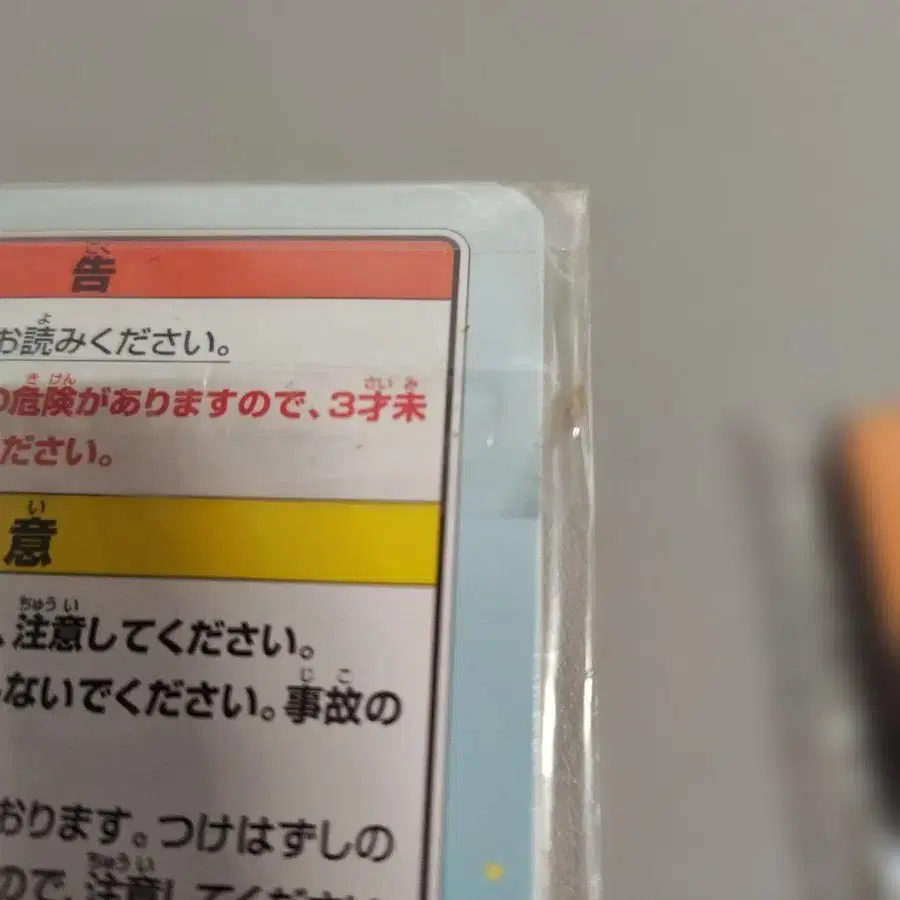 告
お読みください。
の危険がありますので、3才未
ださい。
意
、注意してください。
ないでください。事故の
おります。つけはずしの
ので、注意してください